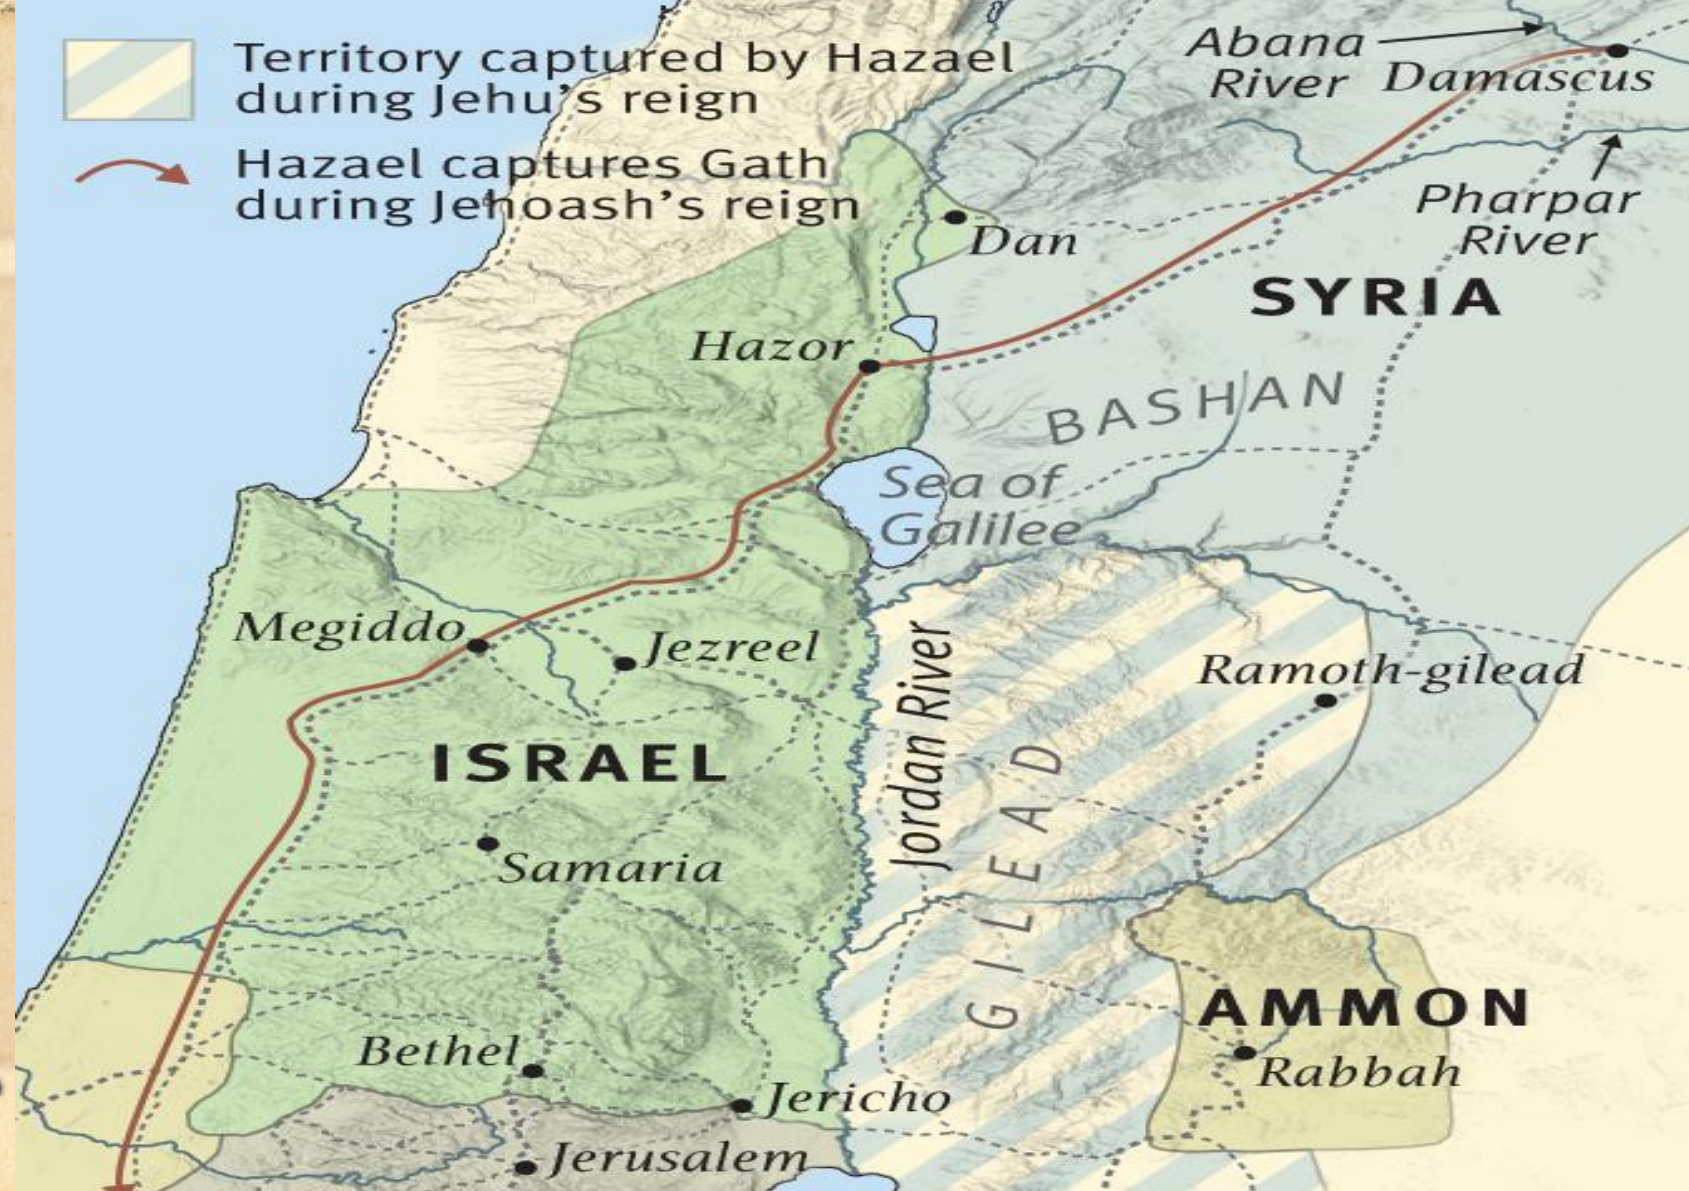 Territory captured by Hazael
during Jehu's reign
Hazael captures Gath
during Jehoash's reign
Abana
River
Damascus
Pharpar
River
Dan
SYRIA
Hazor
BASHAN
Sea of
Galilee
Megiddo
Jezreel
Jordan River
Ramoth-gilead
ISRAEL
GILEAD
Samaria
AMMON
Bethel
Rabbah
Jericho
Jerusalem